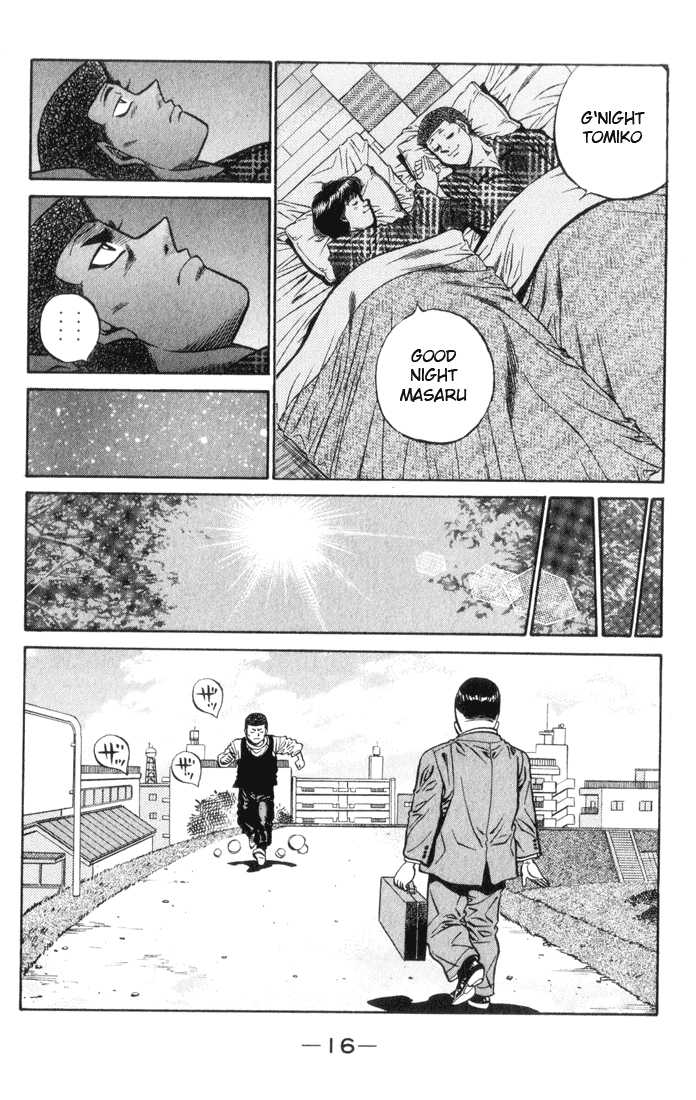 G'NIGHT
TOMIKO
GOOD
NIGHT
MASARU
......
ザッ
ザッ
ザッ
—16—